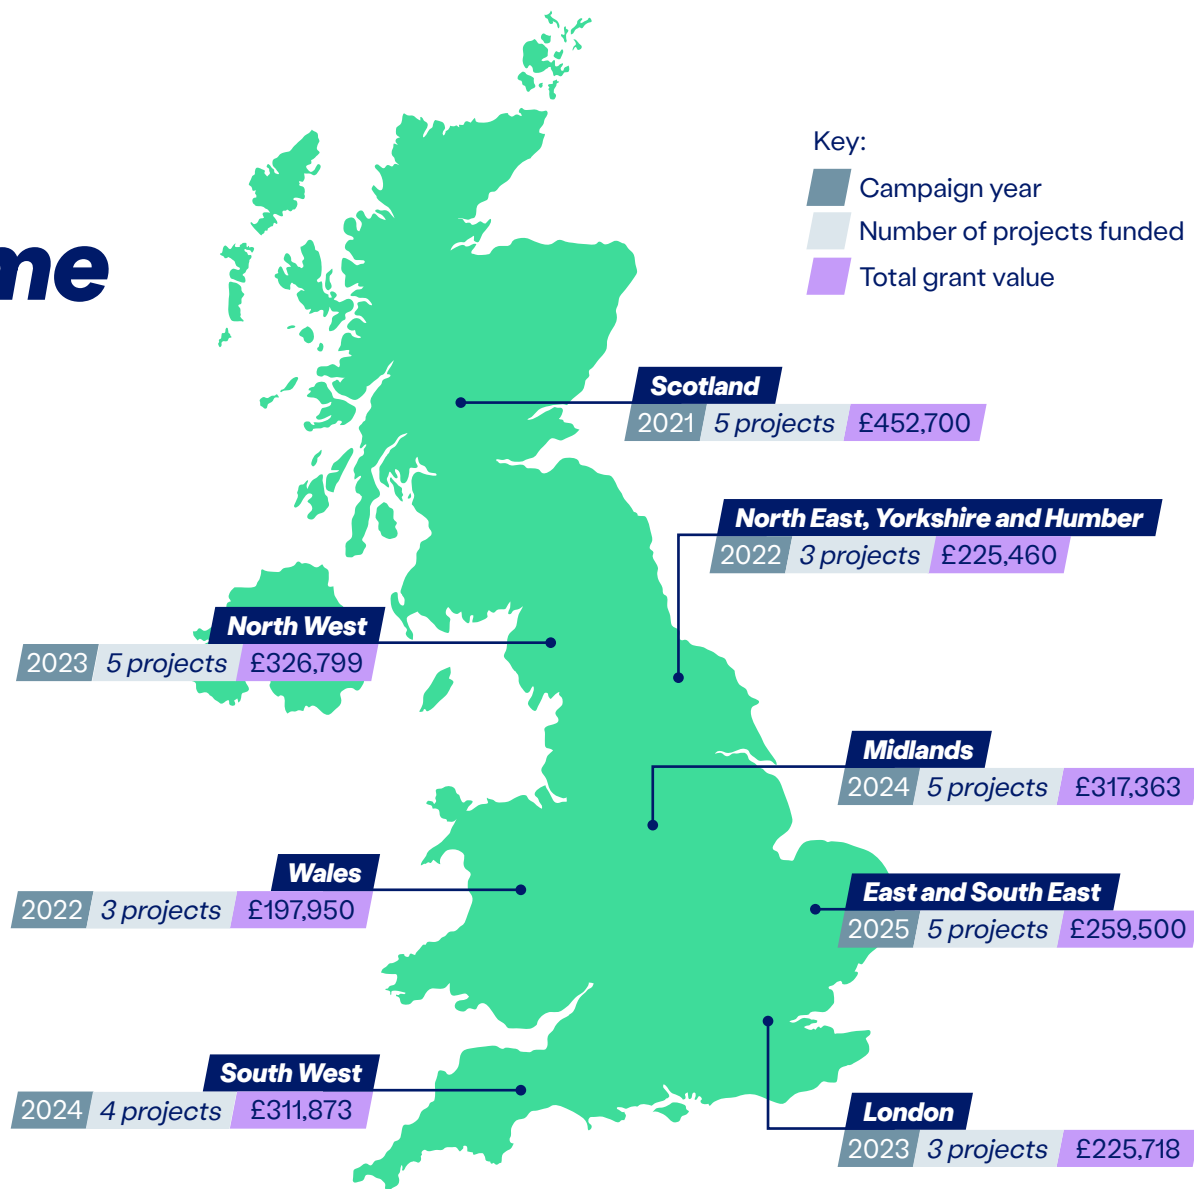 me
Key:
Campaign year
Number of projects funded
Total grant value
Scotland
2021 5 projects £452,700
North East, Yorkshire and Humber
2022 3 projects £225,460
North West
2023 5 projects £326,799
Midlands
2024 5 projects £317,363
Wales
2022 3 projects £197,950
East and South East
2025 5 projects £259,500
South West
2024 4 projects £311,873
London
2023 3 projects £225,718